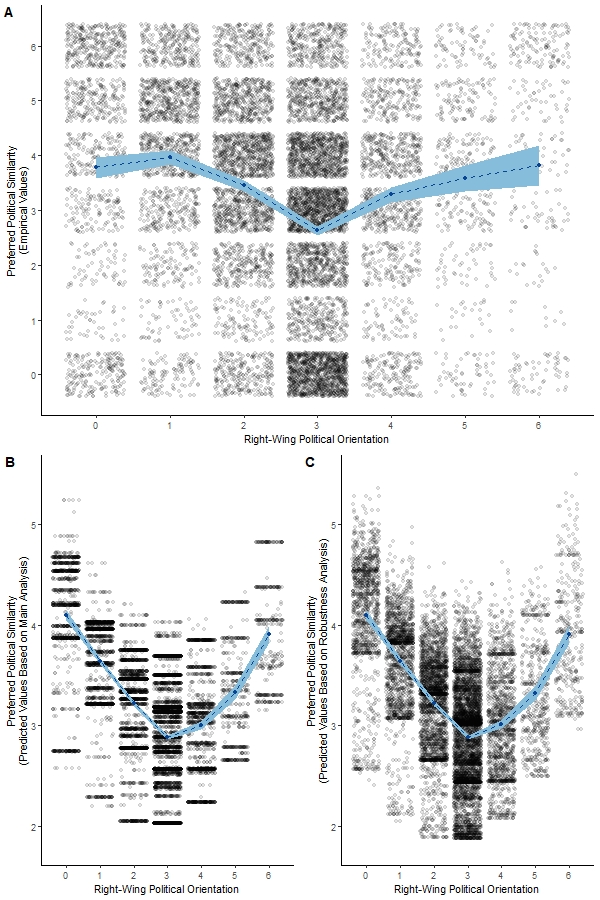 A
Preferred Political Similarity
(Empirical Values)
6
5
4
3
2
1
0
0 1 2 3 4 5 6
Right-Wing Political Orientation
B
Preferred Political Similarity
(Predicted Values Based on Main Analysis)
5
4
3
2
0 1 2 3 4 5 6
Right-Wing Political Orientation
C
Preferred Political Similarity
(Predicted Values Based on Robustness Analysis)
5
4
3
2
0 1 2 3 4 5 6
Right-Wing Political Orientation